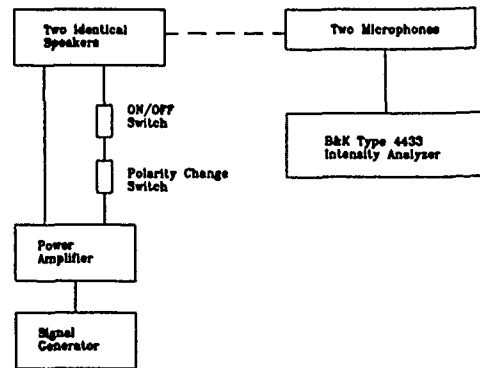 Two Identical
Speakers
Two Microphones
ON/OFF
Switch
B&K Type 4433
Intensity Analyzer
Polarity Change
Switch
Power
Amplifier
Signal
Generator